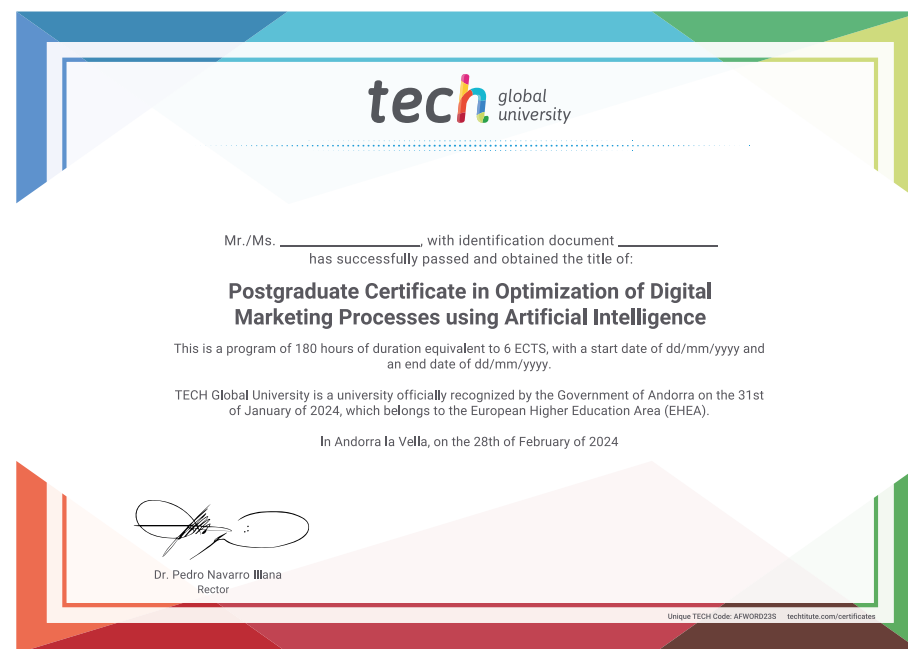 tech global
university
Mr./Ms. ____________, with identification document ____________
has successfully passed and obtained the title of:
Postgraduate Certificate in Optimization of Digital
Marketing Processes using Artificial Intelligence
This is a program of 180 hours of duration equivalent to 6 ECTS, with a start date of dd/mm/yyyy and
an end date of dd/mm/yyyy.
TECH Global University is a university officially recognized by the Government of Andorra on the 31st
of January of 2024, which belongs to the European Higher Education Area (EHEA).
In Andorra la Vella, on the 28th of February of 2024
Dr. Pedro Navarro Illana
Rector
Unique TECH Code: AFWORD23S techtitute.com/certificates